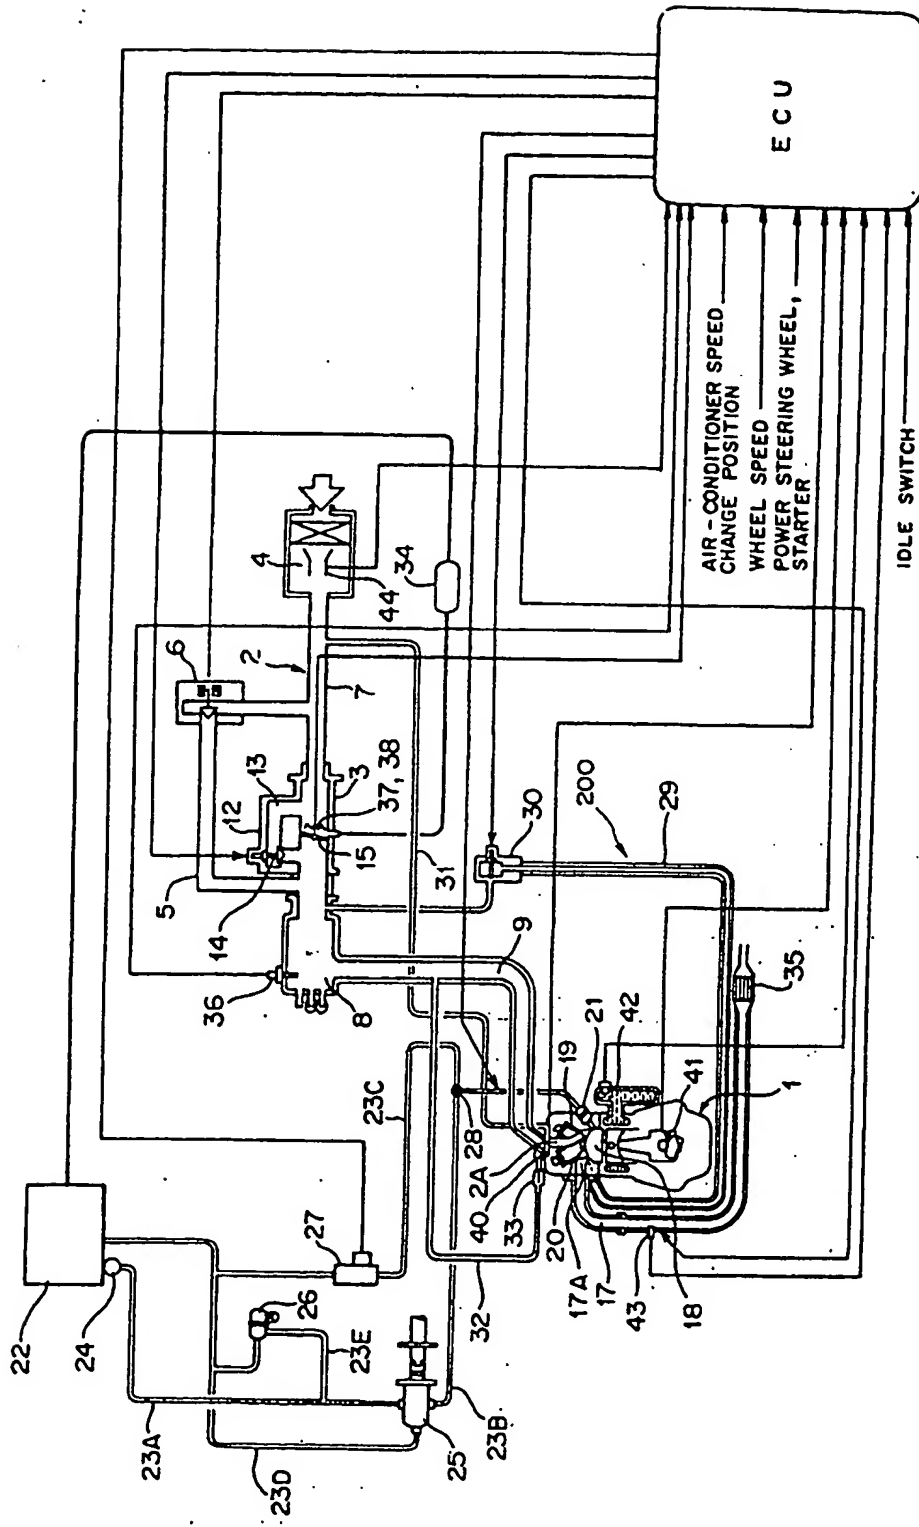 ECU
AIR-CONDITIONER SPEED
CHANGE POSITION
WHEEL SPEED
POWER STEERING WHEEL,
STARTER
IDLE SWITCH
6
2
4
44
34
7
12
13
3
37, 38
15
5
14
36
8
31
30
200
29
9
35
22
24
27
26
23A
23E
23C
23D
25
23B
28
19
21
42
41
1
2A
40
33
20
32
17A
17
43
18